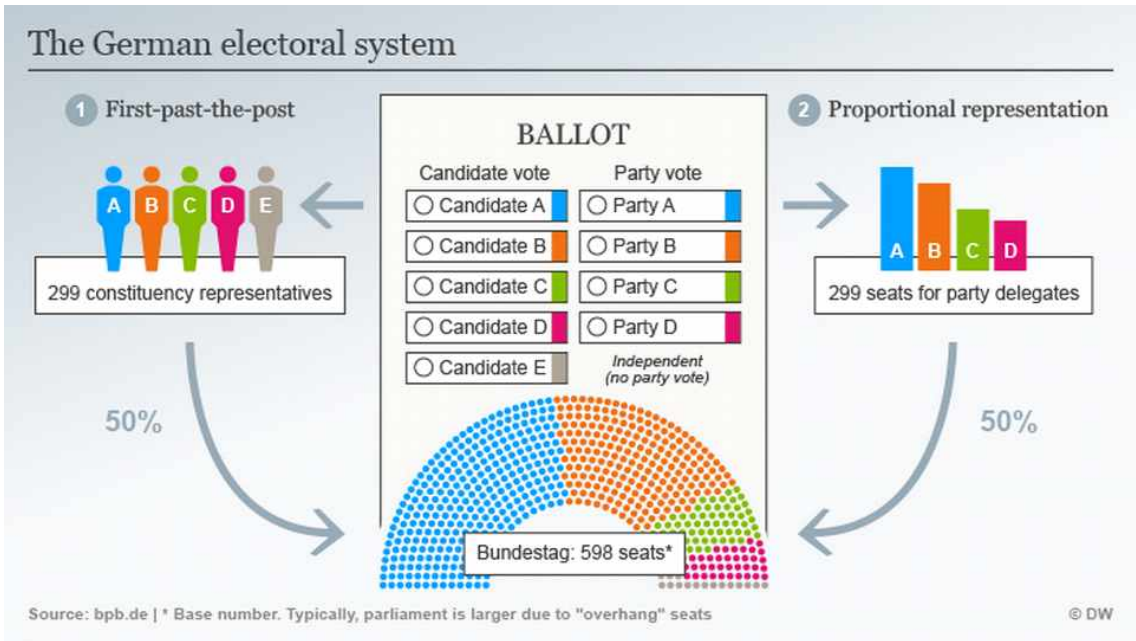 The German electoral system
1 First-past-the-post
A B C D E
299 constituency representatives
50%
BALLOT
Candidate vote
Candidate A
Candidate B
Candidate C
Candidate D
Candidate E
Party vote
Party A
Party B
Party C
Party D
Independent
(no party vote)
2 Proportional representation
A B C D
299 seats for party delegates
50%
Bundestag: 598 seats*
Source: bpb.de | * Base number. Typically, parliament is larger due to "overhang" seats
© DW